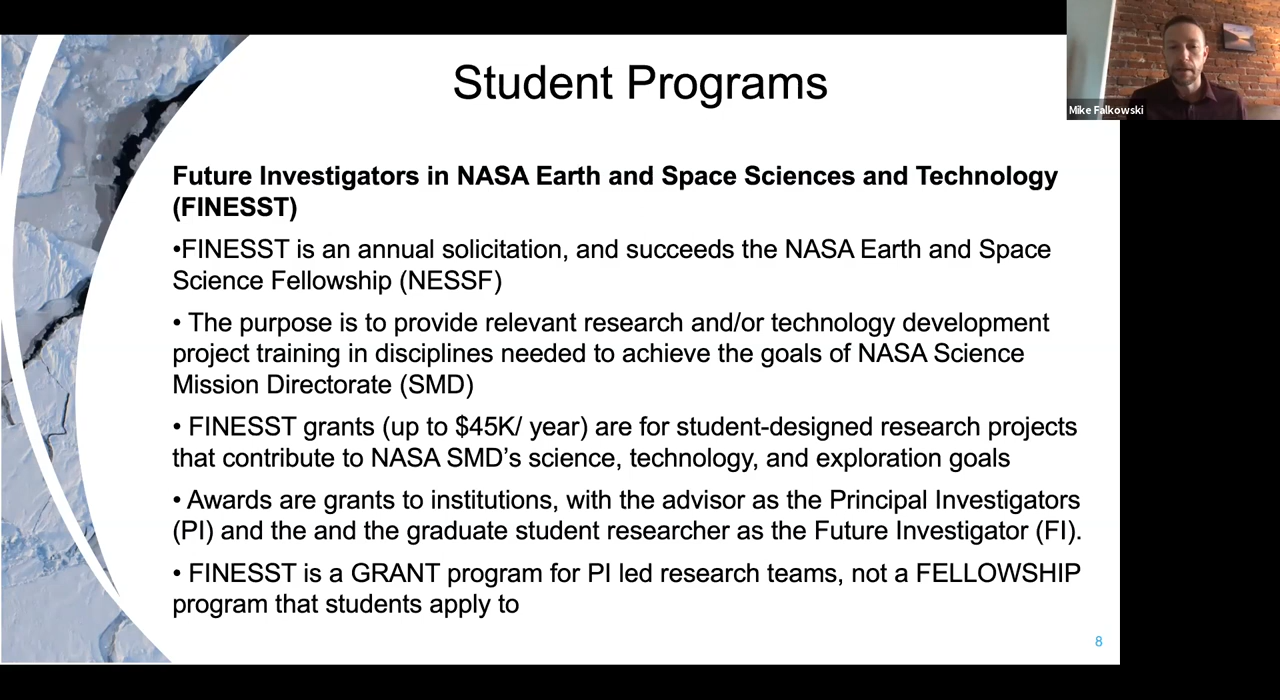 Student Programs
Mike Falkowski
Future Investigators in NASA Earth and Space Sciences and Technology
(FINESST)
•FINESST is an annual solicitation, and succeeds the NASA Earth and Space
Science Fellowship (NESSF)
• The purpose is to provide relevant research and/or technology development
project training in disciplines needed to achieve the goals of NASA Science
Mission Directorate (SMD)
• FINESST grants (up to $45K/ year) are for student-designed research projects
that contribute to NASA SMD’s science, technology, and exploration goals
• Awards are grants to institutions, with the advisor as the Principal Investigators
(PI) and the and the graduate student researcher as the Future Investigator (FI).
• FINESST is a GRANT program for PI led research teams, not a FELLOWSHIP
program that students apply to
8